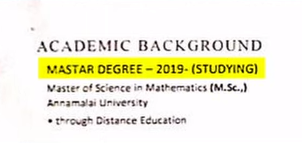 ACADEMIC BACKGROUND
MASTAR DEGREE – 2019- (STUDYING)
Master of Science in Mathematics (M.Sc.,)
Annamalai University
• through Distance Education